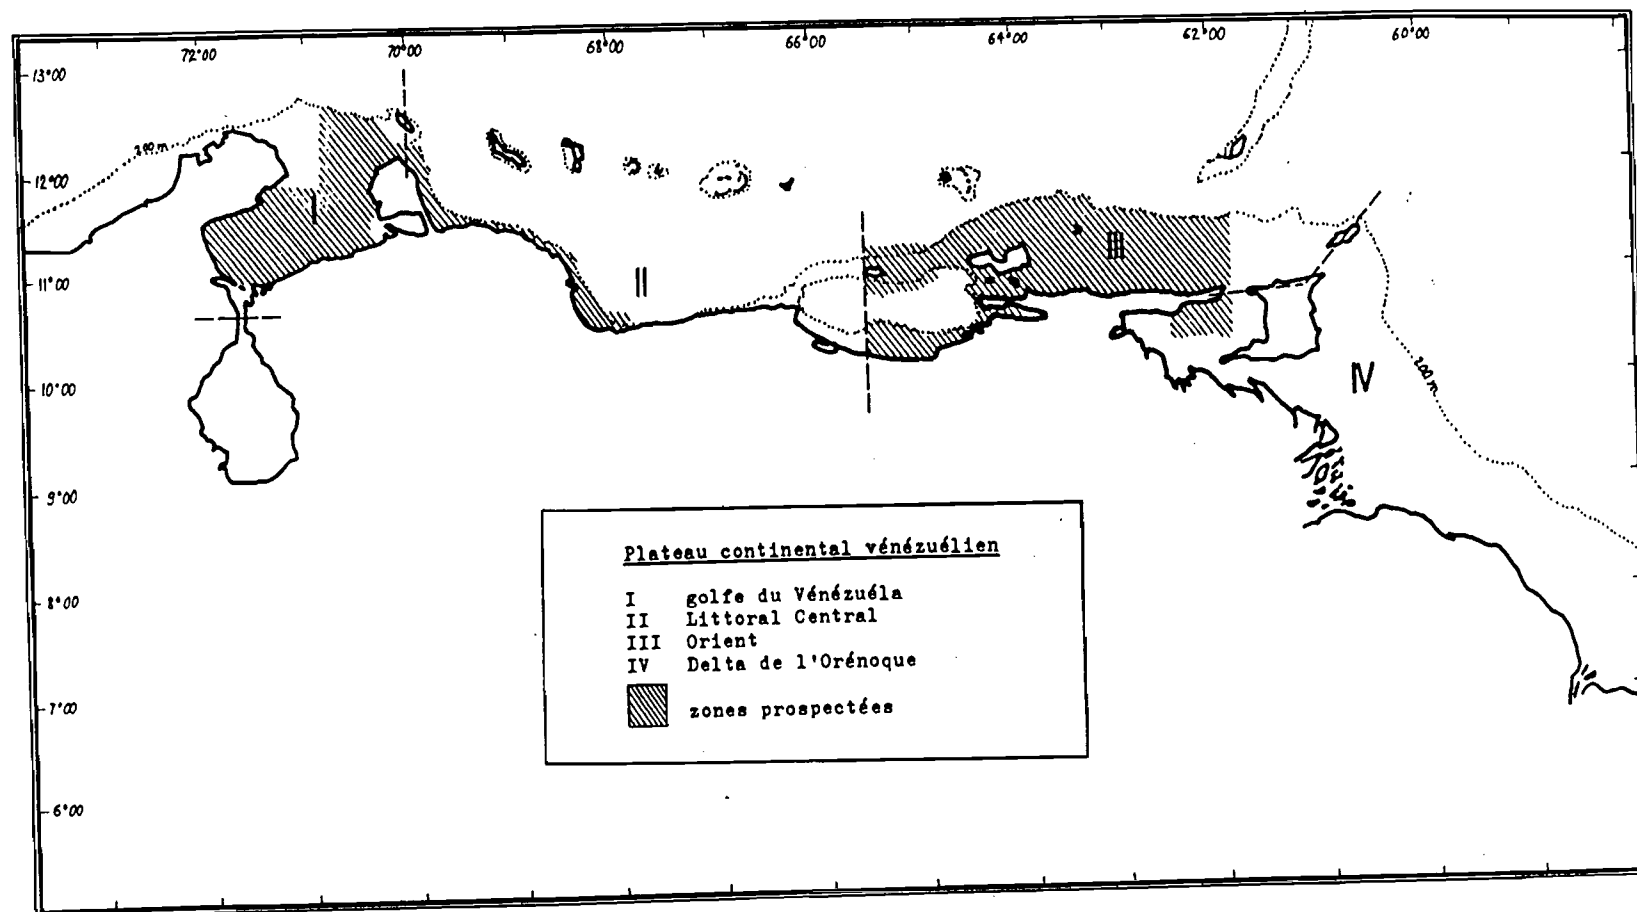 72°00 70°00 68°00 66°00 64°00 62°00 60°00
13°00
200 m
12°00
I
III
11°00
II
10°00
IV
200 m
9°00
Plateau continental vénézuélien
I golfe du Vénézuéla
8°00
II Littoral Central
III Orient
IV Delta de l'Orénoque
7°00
zones prospectées
6°00